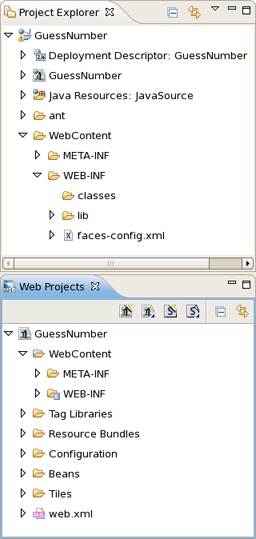 Project Explorer
GuessNumber
Deployment Descriptor: GuessNumber
GuessNumber
Java Resources: JavaSource
ant
WebContent
META-INF
WEB-INF
classes
lib
faces-config.xml
Web Projects
GuessNumber
WebContent
META-INF
WEB-INF
Tag Libraries
Resource Bundles
Configuration
Beans
Tiles
web.xml